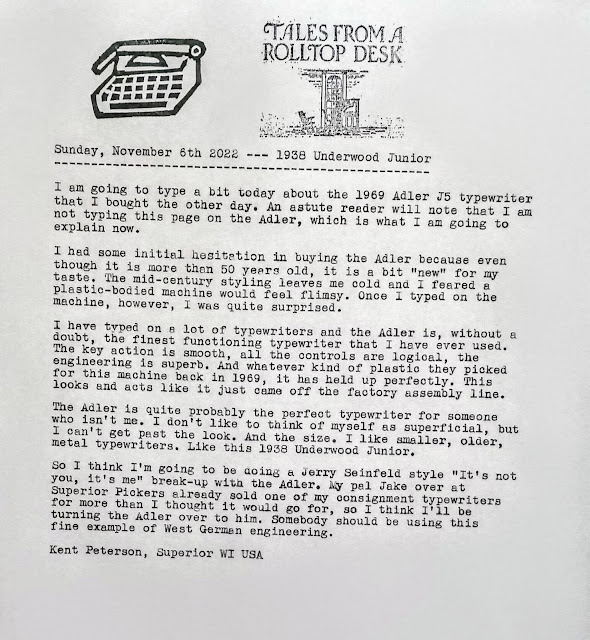 TALES FROM A
ROLLTOP DESK
Sunday, November 6th 2022 --- 1938 Underwood Junior
---------------------------------------------------
I am going to type a bit today about the 1969 Adler J5 typewriter
that I bought the other day. An astute reader will note that I am
not typing this page on the Adler, which is what I am going to
explain now.
I had some initial hesitation in buying the Adler because even
though it is more than 50 years old, it is a bit "new" for my
taste. The mid-century styling leaves me cold and I feared a
plastic-bodied machine would feel flimsy. Once I typed on the
machine, however, I was quite surprised.
I have typed on a lot of typewriters and the Adler is, without a
doubt, the finest functioning typewriter that I have ever used.
The key action is smooth, all the controls are logical, the
engineering is superb. And whatever kind of plastic they picked
for this machine back in 1969, it has held up perfectly. This
looks and acts like it just came off the factory assembly line.
The Adler is quite probably the perfect typewriter for someone
who isn't me. I don't like to think of myself as superficial, but
I can't get past the look. And the size. I like smaller, older,
metal typewriters. Like this 1938 Underwood Junior.
So I think I'm going to be doing a Jerry Seinfeld style "It's not
you, it's me" break-up with the Adler. My pal Jake over at
Superior Pickers already sold one of my consignment typewriters
for more than I thought it would go for, so I think I'll be
turning the Adler over to him. Somebody should be using this
fine example of West German engineering.
Kent Peterson, Superior WI USA